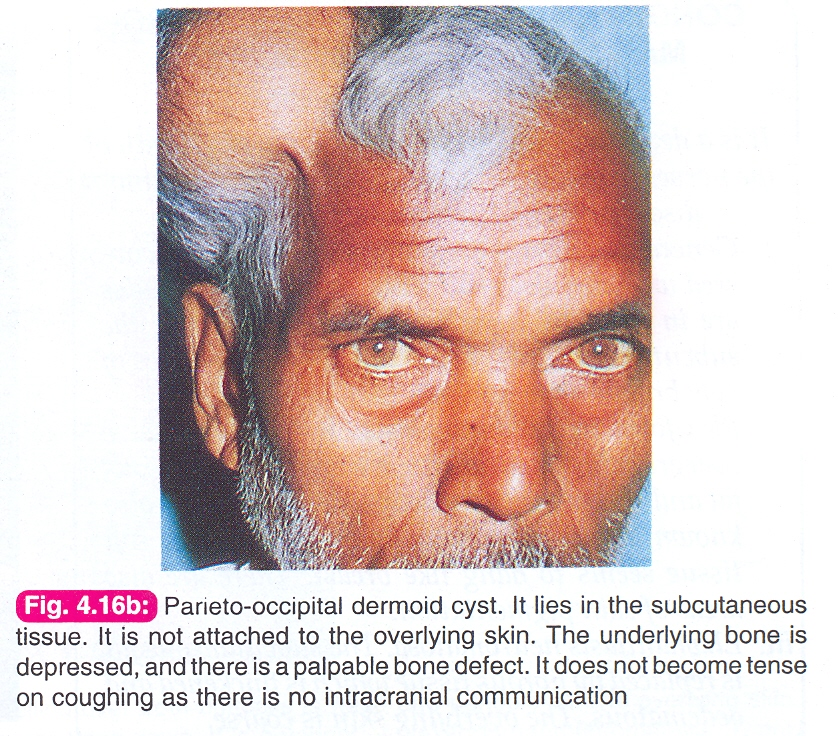 Fig. 4.16b: Parieto-occipital dermoid cyst. It lies in the subcutaneous
tissue. It is not attached to the overlying skin. The underlying bone is
depressed, and there is a palpable bone defect. It does not become tense
on coughing as there is no intracranial communication